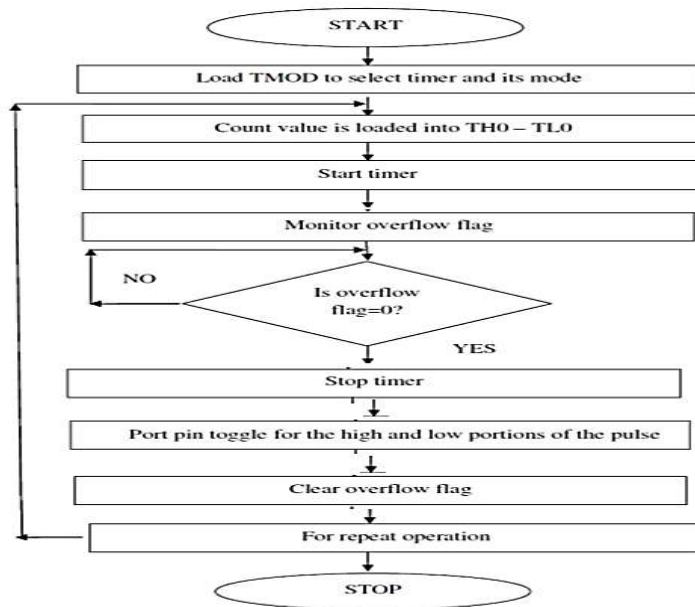 START
Load TMOD to select timer and its mode
Count value is loaded into TH0 – TL0
Start timer
Monitor overflow flag
NO
Is overflow
flag=0?
YES
Stop timer
Port pin toggle for the high and low portions of the pulse
Clear overflow flag
For repeat operation
STOP